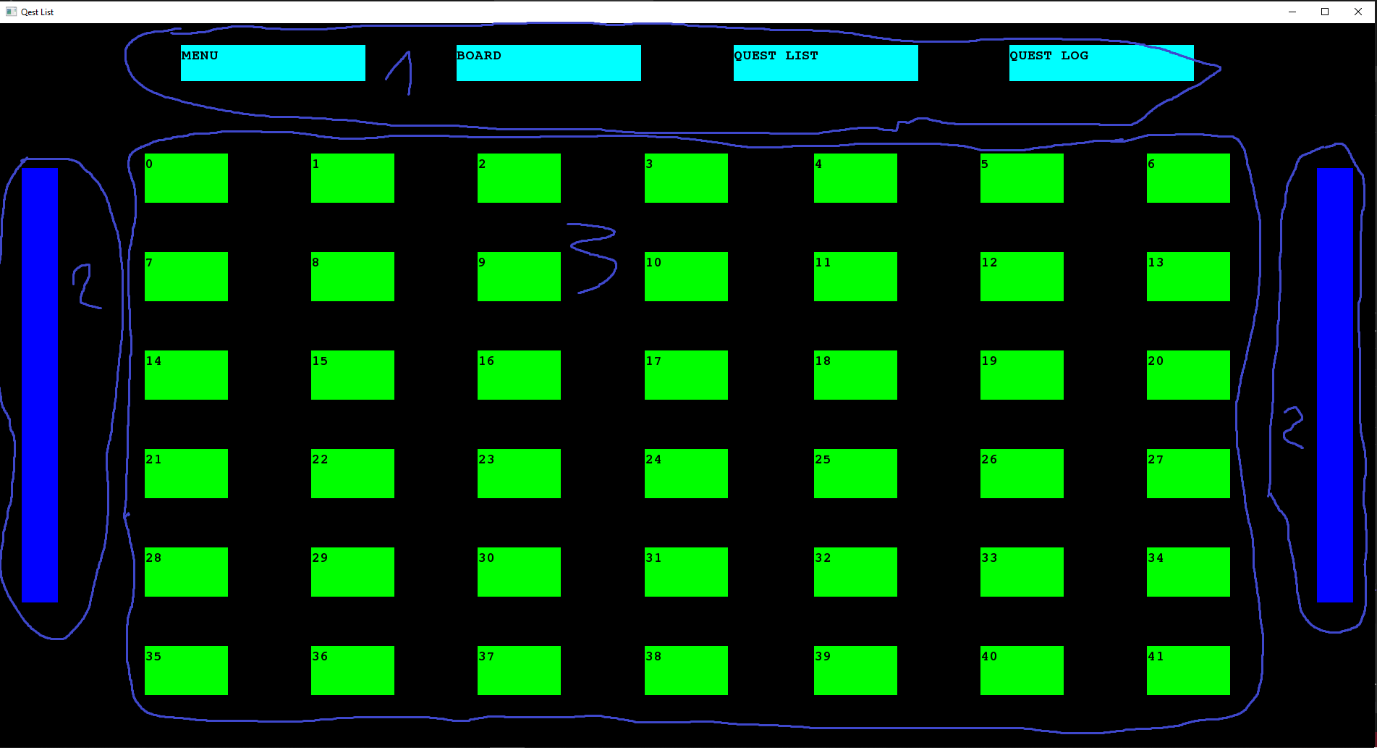 Qest List
MENU BOARD QUEST LIST QUEST LOG
1
0 1 2 3 4 5 6
3
7 8 9 10 11 12 13
2
14 15 16 17 18 19 20
2
21 22 23 24 25 26 27
28 29 30 31 32 33 34
35 36 37 38 39 40 41